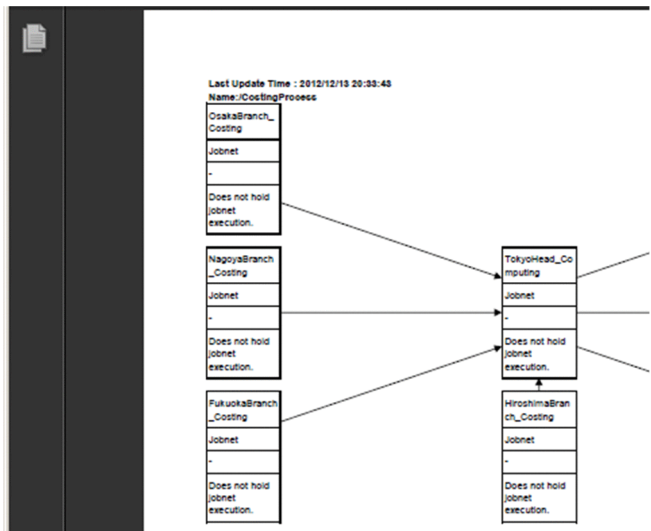 Last Update Time : 2012/12/13 20:33:43
Name:/CostingProcess
OsakaBranch_
Costing
Jobnet
-
Does not hold
jobnet
execution.
NagoyaBranch
_Costing
Jobnet
-
Does not hold
jobnet
execution.
TokyoHead_Co
mputing
Jobnet
-
Does not hold
jobnet
execution.
FukuokaBranch
_Costing
Jobnet
-
Does not hold
jobnet
execution.
HiroshimaBran
ch_Costing
Jobnet
-
Does not hold
jobnet
execution.